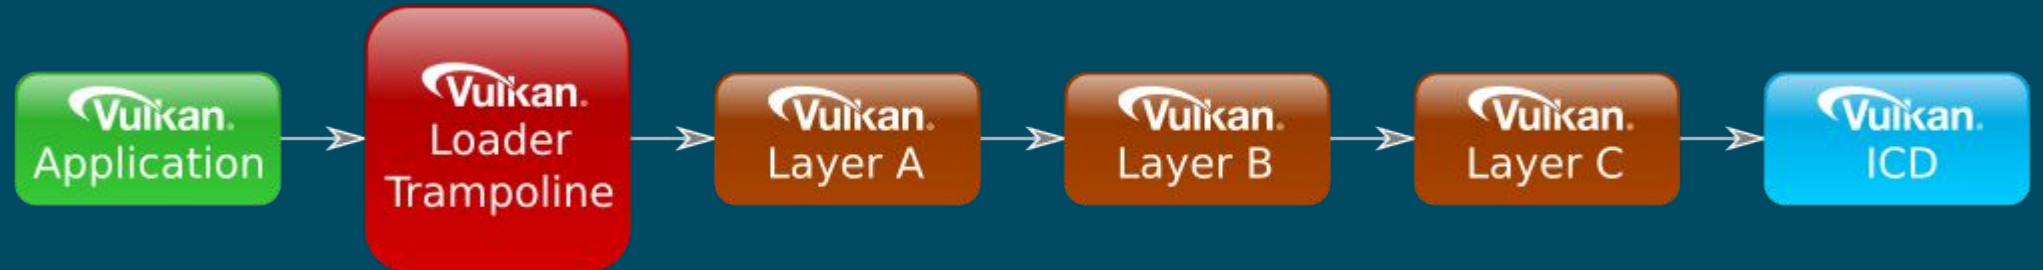 Vulkan.
Application
Vulkan.
Loader
Trampoline
Vulkan.
Layer A
Vulkan.
Layer B
Vulkan.
Layer C
Vulkan.
ICD